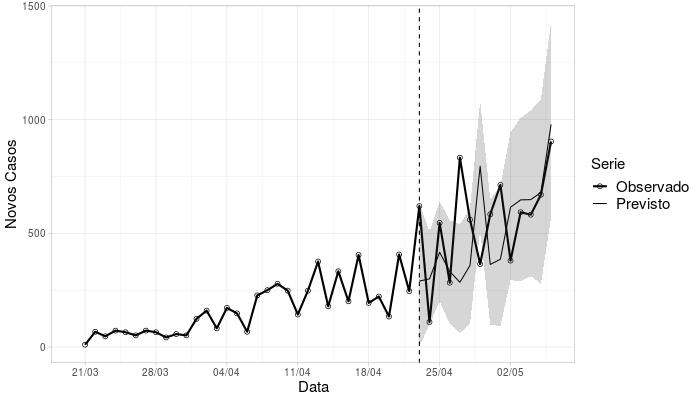 1500
1000
500
0
Novos Casos
21/03 28/03 04/04 11/04 18/04 25/04 02/05
Data
Serie
Observado
Previsto